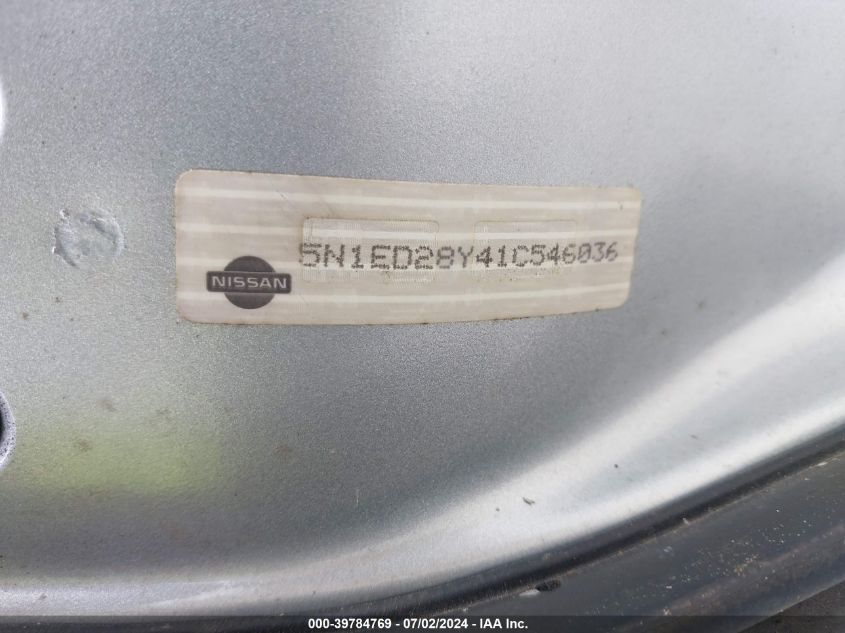 5N1ED28Y41C546036
NISSAN
000-39784769 - 07/02/2024 - IAA, Inc.